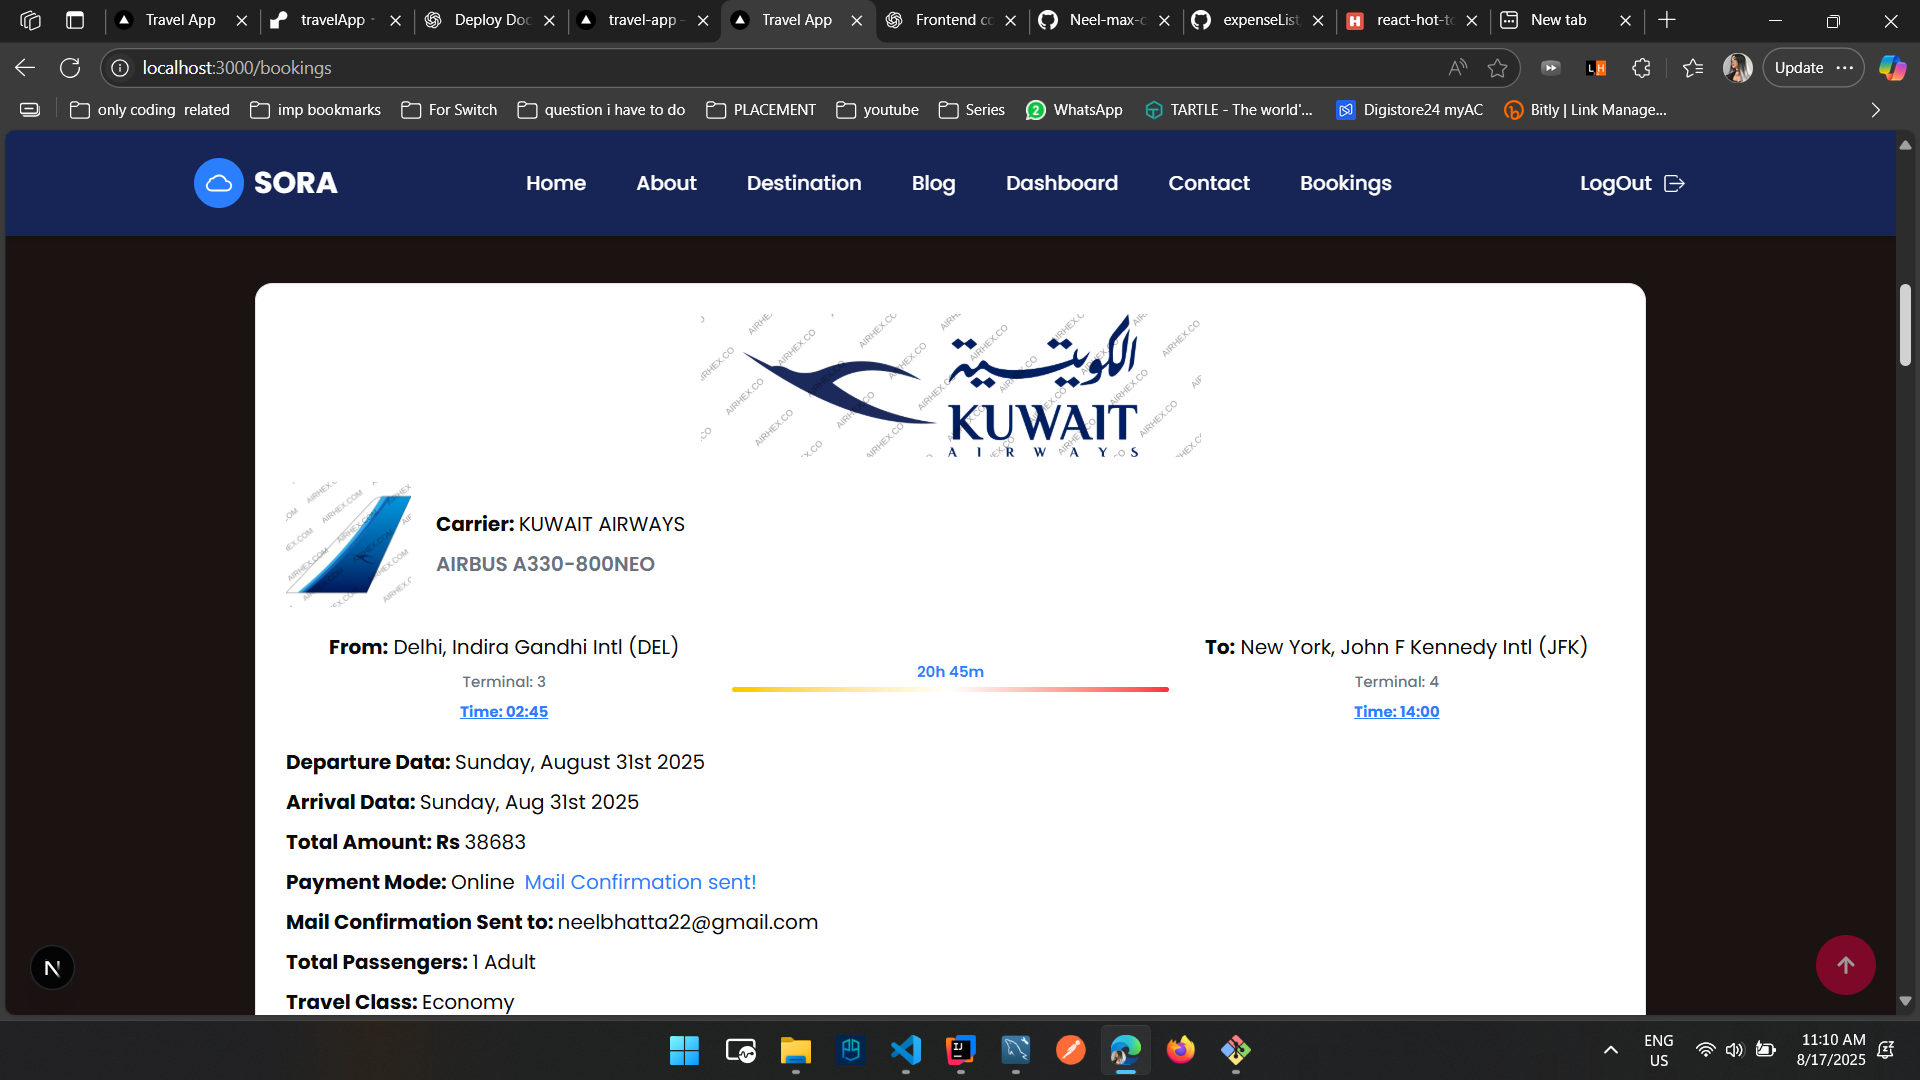 Travel App
travelApp
Deploy Doc
travel-app -
Travel App
Frontend co
Neel-max-c
expenseList
react-hot-to
New tab
localhost:3000/bookings
Update
only coding related
imp bookmarks
For Switch
question i have to do
PLACEMENT
youtube
Series
WhatsApp
TARTLE - The world'...
Digistore24 myAC
Bitly | Link Manage...
SORA
Home
About
Destination
Blog
Dashboard
Contact
Bookings
LogOut
الكويتية
KUWAIT
AIRWAYS
AIRHEX.CO
AIRHEX.COM
Carrier: KUWAIT AIRWAYS
AIRBUS A330-800NEO
From: Delhi, Indira Gandhi Intl (DEL)
Terminal: 3
Time: 02:45
20h 45m
To: New York, John F Kennedy Intl (JFK)
Terminal: 4
Time: 14:00
Departure Data: Sunday, August 31st 2025
Arrival Data: Sunday, Aug 31st 2025
Total Amount: Rs 38683
Payment Mode: Online Mail Confirmation sent!
Mail Confirmation Sent to: neelbhatta22@gmail.com
Total Passengers: 1 Adult
Travel Class: Economy
N
ENG
US
11:10 AM
8/17/2025